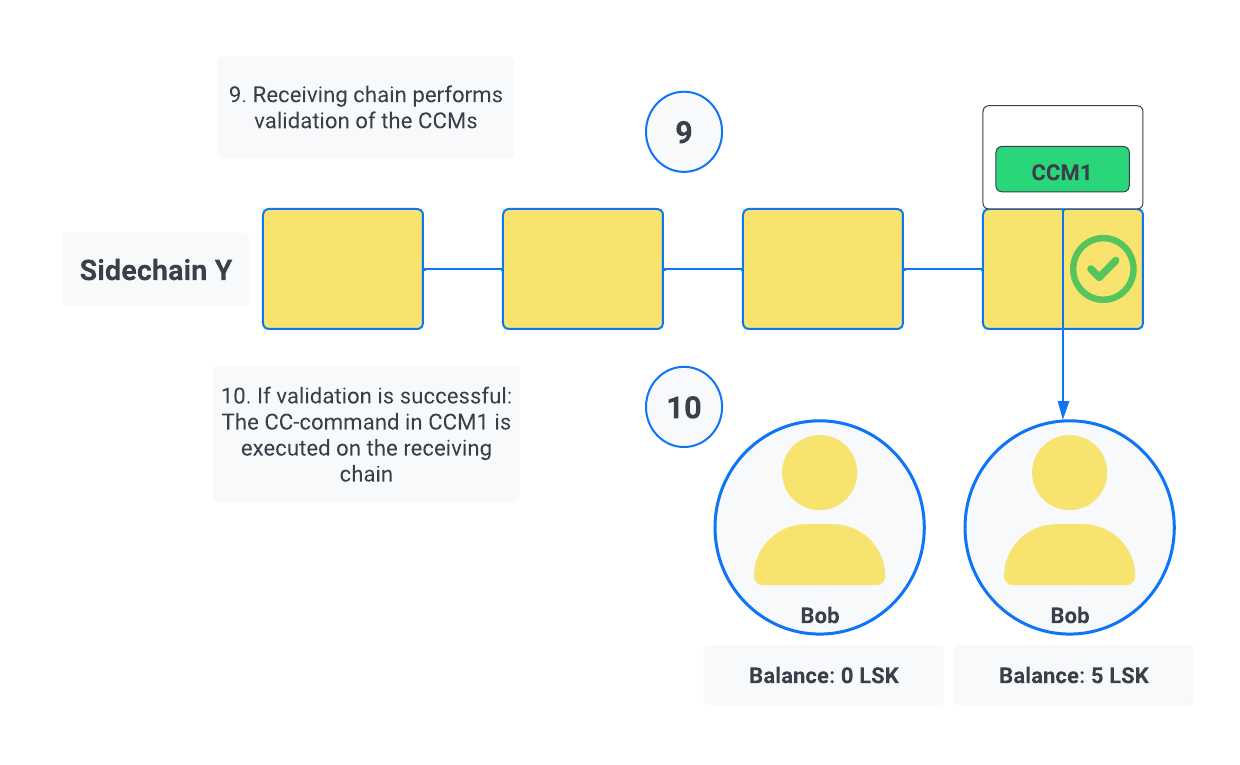 9. Receiving chain performs
validation of the CCMs
9
CCM1
Sidechain Y
10. If validation is successful:
The CC-command in CCM1 is
executed on the receiving
chain
10
Bob
Bob
Balance: 0 LSK
Balance: 5 LSK